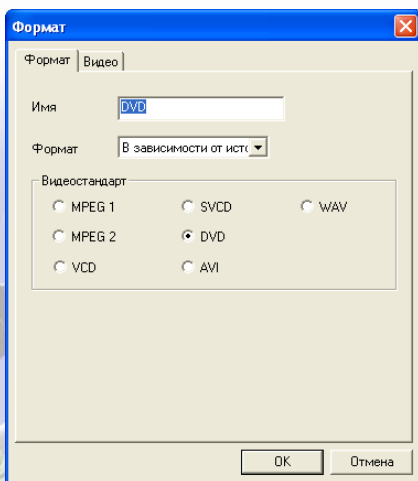 Формат
Формат Видео
Имя DVD
Формат В зависимости от исто
Видеостандарт
MPEG 1 SVCD WAV
MPEG 2 DVD
VCD AVI
OK Отмена